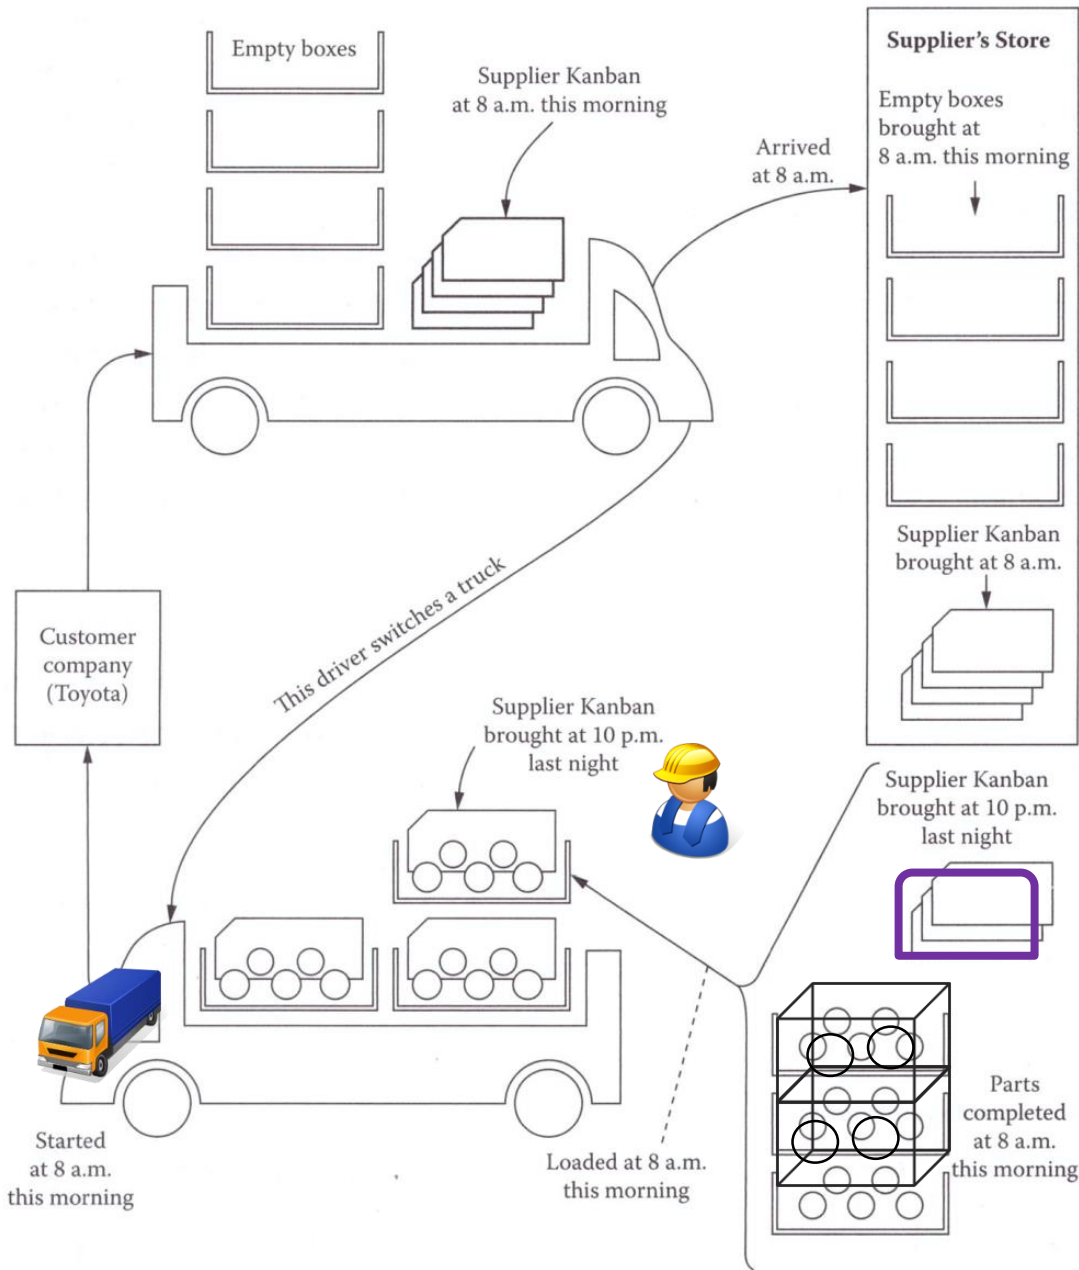 Empty boxes
Supplier Kanban
at 8 a.m. this morning
Arrived
at 8 a.m.
Supplier's Store
Empty boxes
brought at
8 a.m. this morning
Supplier Kanban
brought at 8 a.m.
Customer
company
(Toyota)
This driver switches a truck
Supplier Kanban
brought at 10 p.m.
last night
Supplier Kanban
brought at 10 p.m.
last night
Parts
completed
at 8 a.m.
this morning
Started
at 8 a.m.
this morning
Loaded at 8 a.m.
this morning